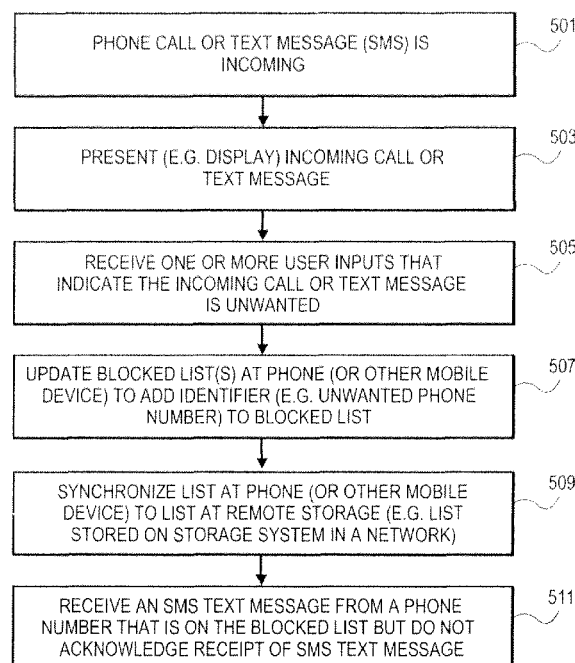 PHONE CALL OR TEXT MESSAGE (SMS) IS
INCOMING
501
PRESENT (E.G. DISPLAY) INCOMING CALL OR
TEXT MESSAGE
503
RECEIVE ONE OR MORE USER INPUTS THAT
INDICATE THE INCOMING CALL OR TEXT MESSAGE
IS UNWANTED
505
UPDATE BLOCKED LIST(S) AT PHONE (OR OTHER MOBILE
DEVICE) TO ADD IDENTIFIER (E.G. UNWANTED PHONE
NUMBER) TO BLOCKED LIST
507
SYNCHRONIZE LIST AT PHONE (OR OTHER MOBILE
DEVICE) TO LIST AT REMOTE STORAGE (E.G. LIST
STORED ON STORAGE SYSTEM IN A NETWORK)
509
RECEIVE AN SMS TEXT MESSAGE FROM A PHONE
NUMBER THAT IS ON THE BLOCKED LIST BUT DO NOT
ACKNOWLEDGE RECEIPT OF SMS TEXT MESSAGE
511